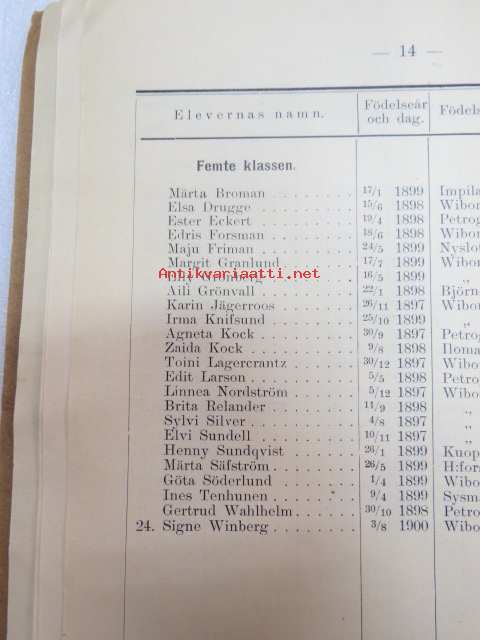 — 14 —
Elevernas namn. Födelseår och dag. Födels
Femte klassen.
Märta Broman 17/1 1899 Impila
Elsa Drugge 15/6 1898 Wibor
Ester Eckert 19/4 1898 Petrog
Edris Forsman 18/6 1898 Wibor
Maju Friman 24/5 1899 Nyslot
Margit Granlund 17/7 1899 Wibor
16/5 1899 „
Antikvariaatti.net
Aili Grönvall 22/1 1898 Björn-
Karin Jägerroos 26/11 1897 Wibor
Irma Knifsund 25/10 1899 „
Agneta Kock 30/9 1897 Petrog
Zaida Kock 9/8 1898 Iloma
Toini Lagercrantz 30/12 1897 Wibo
Edit Larson 5/5 1898 Petro
Linnea Nordström 5/12 1897 Wibo
Brita Relander 11/9 1898 „
Sylvi Silver 4/8 1897 „
Elvi Sundell 10/11 1897 „
Henny Sundqvist 26/1 1899 Kuop
Märta Säfström 26/5 1899 H:fors
Göta Söderlund 1/4 1899 Wibo
Ines Tenhunen 9/4 1899 Sysm
Gertrud Wahlhelm 30/10 1898 Petro
24. Signe Winberg 3/8 1900 Wibo